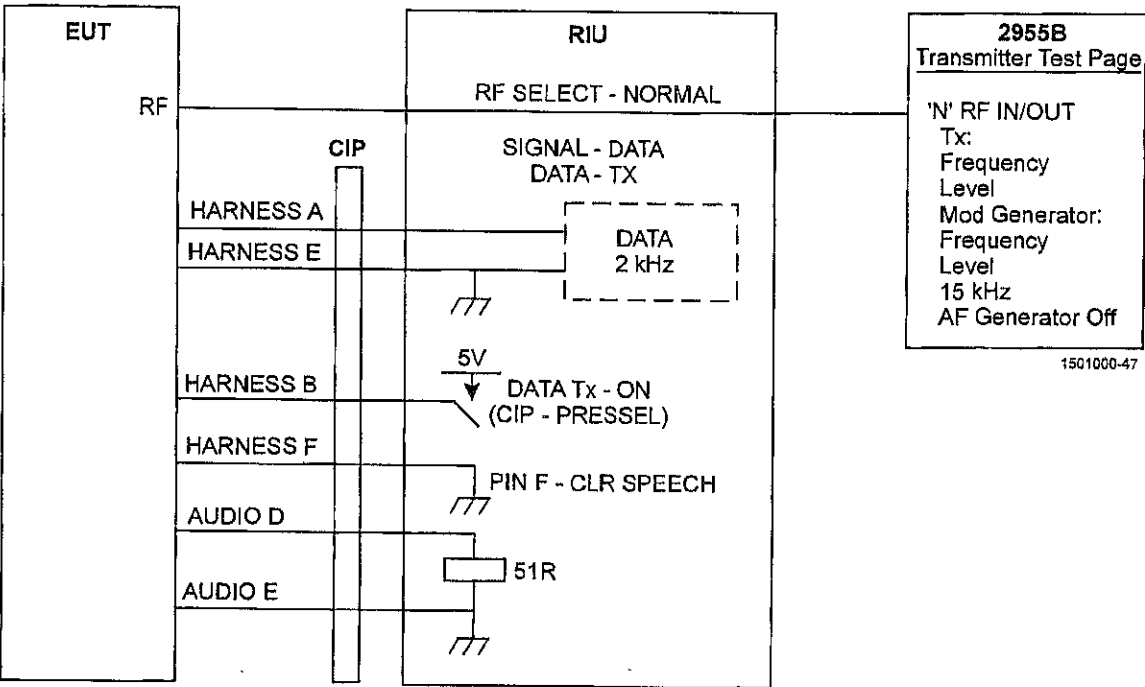 EUT
RIU
2955B
Transmitter Test Page
RF
RF SELECT - NORMAL
'N' RF IN/OUT
Tx:
Frequency
Level
Mod Generator:
Frequency
Level
15 kHz
AF Generator Off
1501000-47
CIP
SIGNAL - DATA
DATA - TX
HARNESS A
DATA
2 kHz
HARNESS E
5V
HARNESS B
DATA Tx - ON
(CIP - PRESSEL)
HARNESS F
PIN F - CLR SPEECH
AUDIO D
51R
AUDIO E